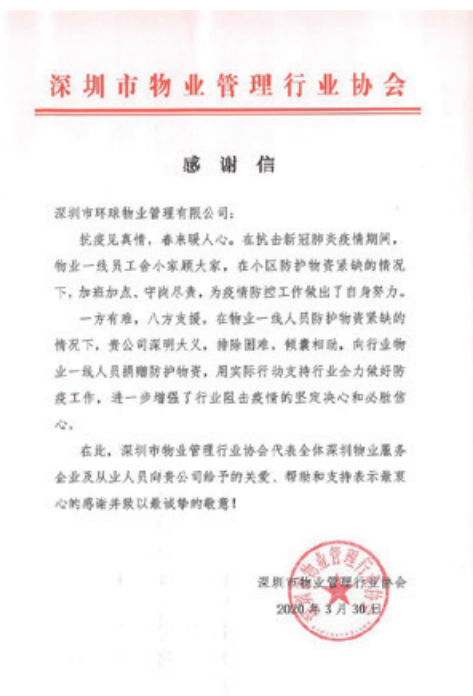 深圳市物业管理行业协会
感谢信
深圳市环球物业管理有限公司：
抗疫见真情，春来暖人心。在抗击新冠肺炎疫情期间，
物业一线员工舍小家顾大家，在小区防护物资紧缺的情况
下，加班加点、守岗尽责，为疫情防控工作做出了自身努力。
一方有难，八方支援。在物业一线人员防护物资紧缺的
情况下，贵公司深明大义，排除困难，倾囊相助，向行业物
业一线人员捐赠防护物资，用实际行动支持行业全力做好防
疫工作，进一步增强了行业阻击疫情的坚定决心和必胜信
心。
在此，深圳市物业管理行业协会代表全体深圳物业服务
企业及从业人员向贵公司给予的关爱、帮助和支持表示最衷
心的感谢并致以最诚挚的敬意！
深圳市物业管理行业协会
2020年3月30日
深圳市物业管理行业协会